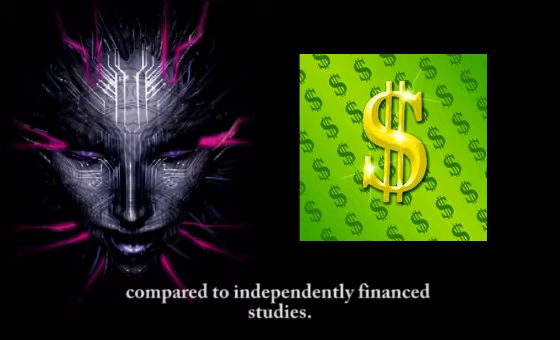 $
compared to independently financed
studies.